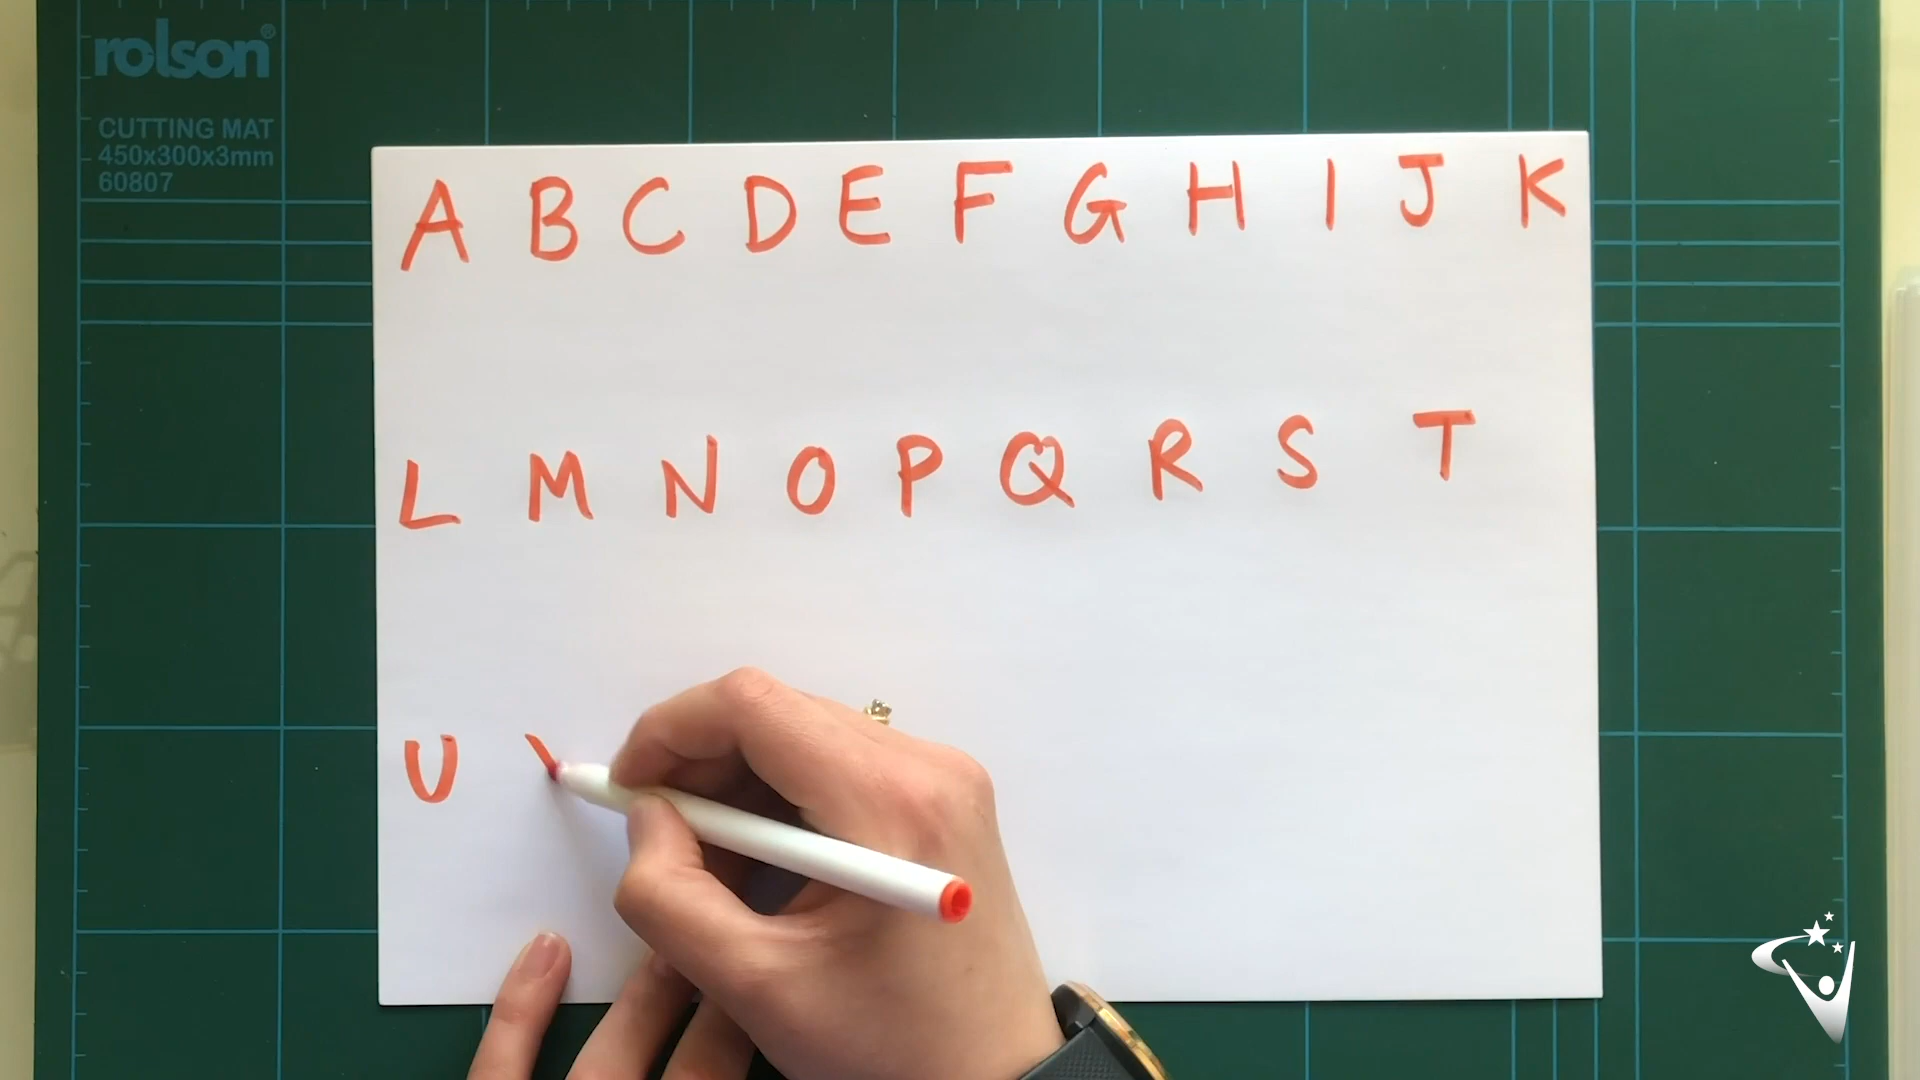 rolson®
CUTTING MAT
450x300x3mm
60807
A B C D E F G H I J K
L M N O P Q R S T
U